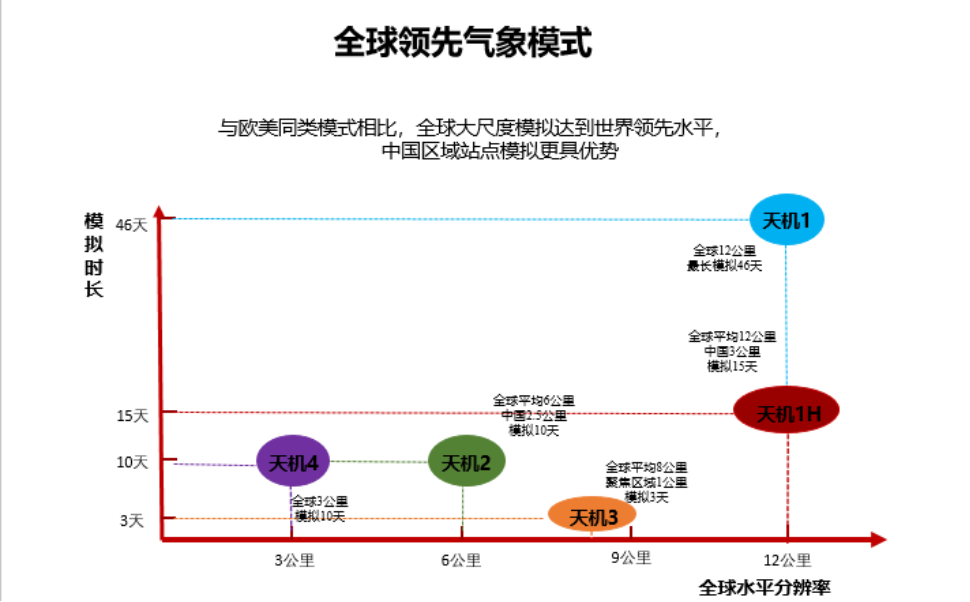 全球领先气象模式
与欧美同类模式相比，全球大尺度模拟达到世界领先水平，
中国区域站点模拟更具优势
模拟时长
46天
天机1
全球12公里
最长模拟46天
全球平均12公里
中国3公里
模拟15天
15天
全球平均6公里
中国2.5公里
模拟10天
天机1H
10天
天机4
天机2
全球平均8公里
聚焦区域1公里
模拟3天
全球3公里
模拟10天
3天
天机3
3公里
6公里
9公里
12公里
全球水平分辨率